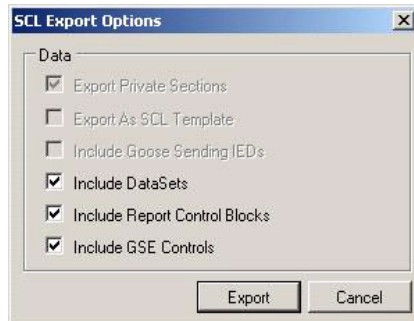 SCL Export Options
Data
Export Private Sections
Export As SCL Template
Include Goose Sending IEDs
Include DataSets
Include Report Control Blocks
Include GSE Controls
Export Cancel